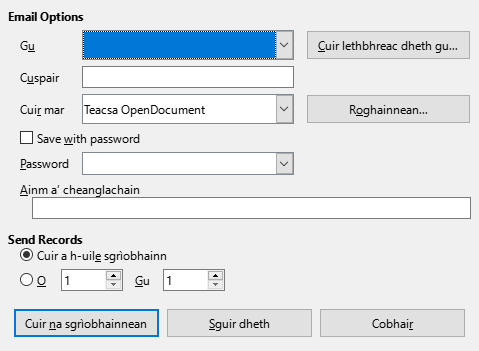 Email Options
Gu
Cuir lethbhreac dheth gu...
Cuspair
Cuir mar
Teacsa OpenDocument
Roghainnean...
Save with password
Password
Ainm a’ cheanglachain
Send Records
Cuir a h-uile sgrìobhainn
O
1
Gu
1
Cuir na sgrìobhainnean
Sguir dheth
Cobhair